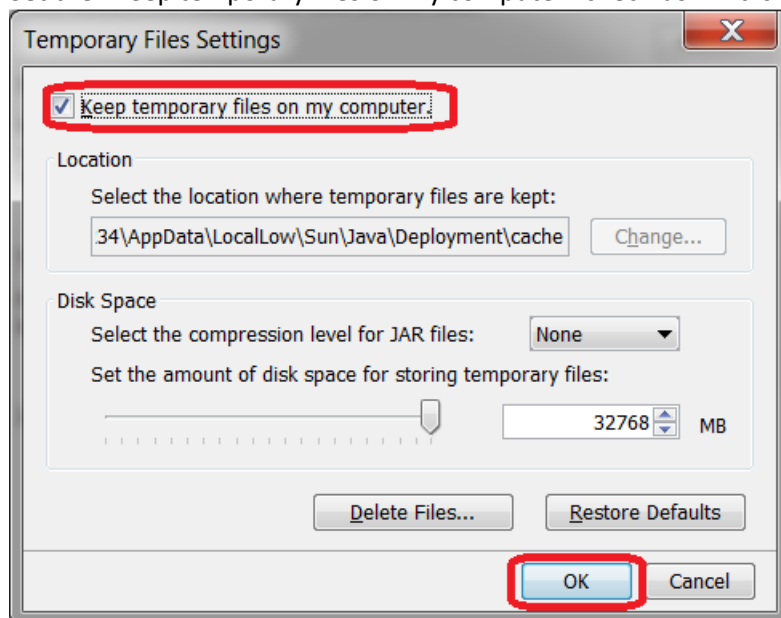 Temporary Files Settings
X
Keep temporary files on my computer.
Location
Select the location where temporary files are kept:
34\AppData\LocalLow\Sun\Java\Deployment\cache
Change...
Disk Space
Select the compression level for JAR files: None
Set the amount of disk space for storing temporary files:
32768 MB
Delete Files... Restore Defaults
OK Cancel